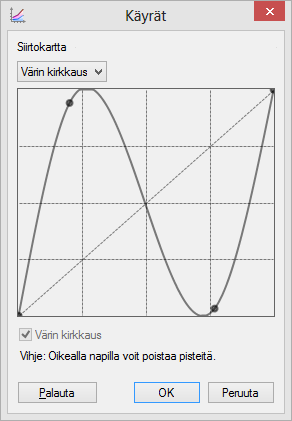 Käyrät
Siirtokartta
Värin kirkkaus
Värin kirkkaus
Vihje: Oikealla napilla voit poistaa pisteitä.
Palauta OK Peruuta